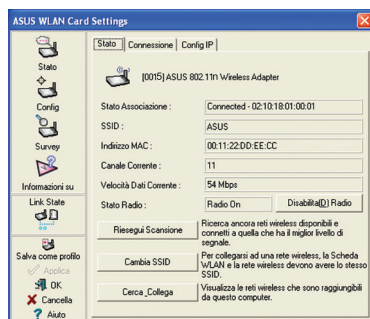 ASUS WLAN Card Settings
Stato
Config
Survey
Informazioni su
Link State
Salva come profilo
Applica
OK
Cancella
Aiuto
Stato Connessione Config IP
[0015] ASUS 802.11n Wireless Adapter
Stato Associazione : Connected - 02:10:18:01:00:01
SSID : ASUS
Indirizzo MAC : 00:11:22:DD:EE:CC
Canale Corrente : 11
Velocità Dati Corrente : 54 Mbps
Stato Radio : Radio On Disabilita(D) Radio
Riesegui Scansione
Ricerca ancora reti wireless disponibili e
connetti a quella che ha il miglior livello di
segnale.
Cambia SSID
Per collegarsi ad una rete wireless, la Scheda
WLAN e la rete wireless devono avere lo stesso
SSID.
Cerca_Collega
Visualizza le reti wireless che sono raggiungibili
da questo computer.